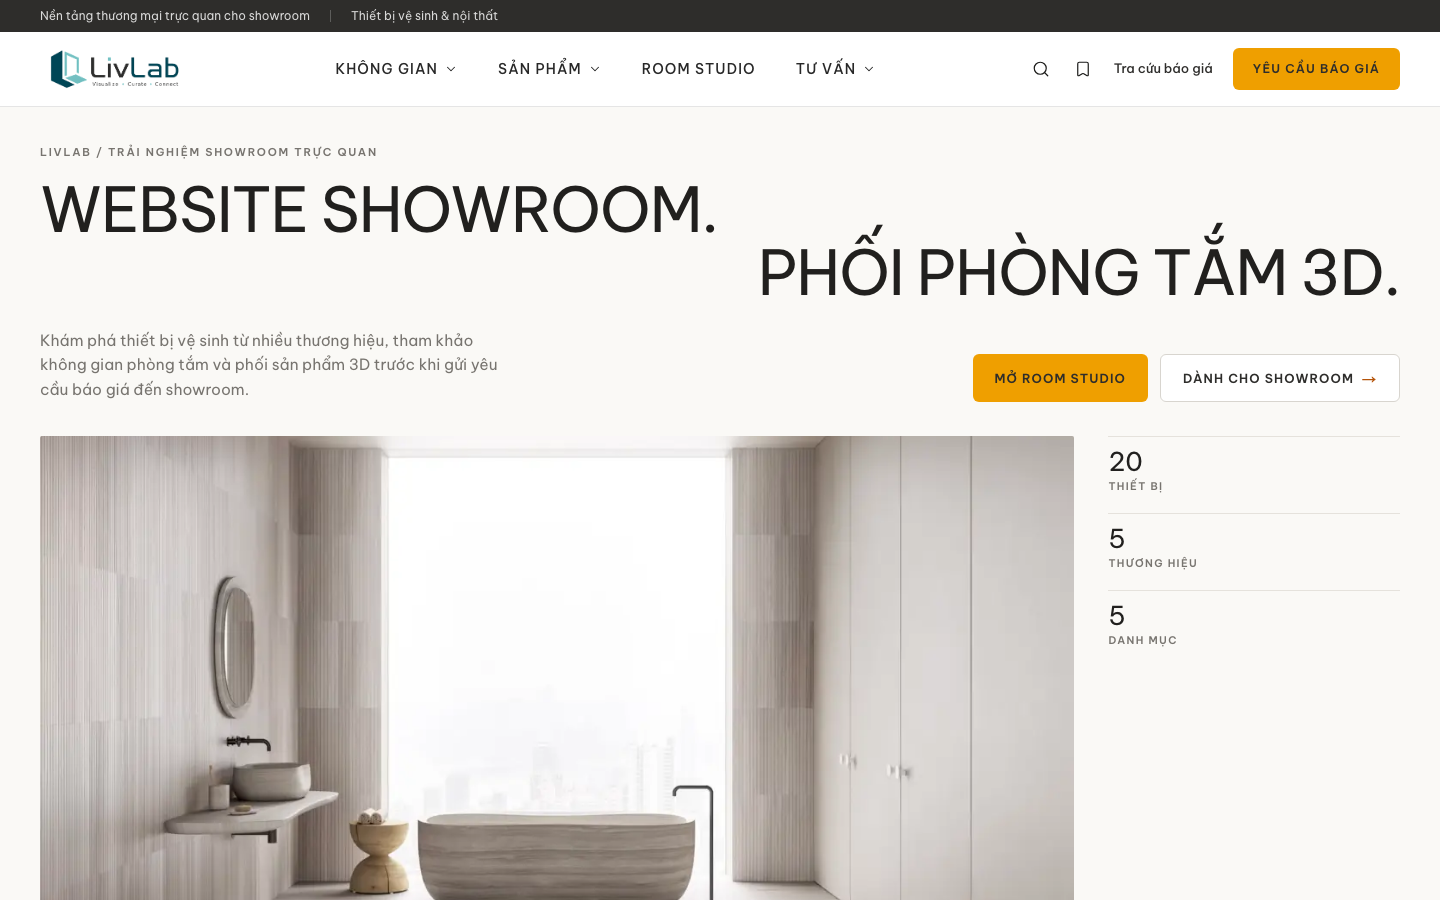 Nền tảng thương mại trực quan cho showroom
Thiết bị vệ sinh & nội thất
LivLab
Visualize • Curate • Connect
KHÔNG GIAN
SẢN PHẨM
ROOM STUDIO
TƯ VẤN
Tra cứu báo giá
YÊU CẦU BÁO GIÁ
LIVLAB / TRẢI NGHIỆM SHOWROOM TRỰC QUAN
WEBSITE SHOWROOM.
PHỐI PHÒNG TẮM 3D.
Khám phá thiết bị vệ sinh từ nhiều thương hiệu, tham khảo
không gian phòng tắm và phối sản phẩm 3D trước khi gửi yêu
cầu báo giá đến showroom.
MỞ ROOM STUDIO
DÀNH CHO SHOWROOM →
20
THIẾT BỊ
5
THƯƠNG HIỆU
5
DANH MỤC